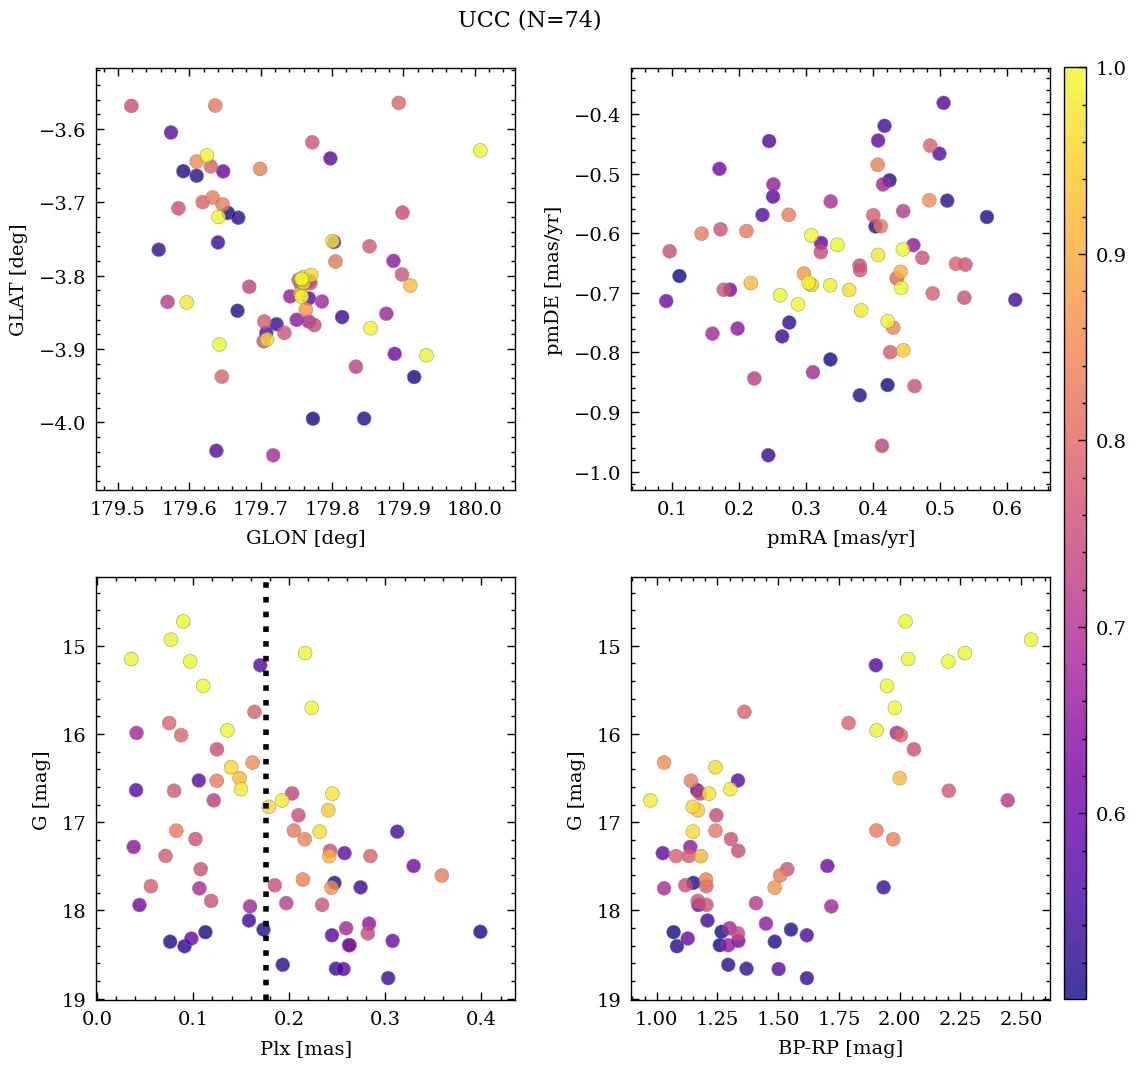 UCC (N=74)
−3.6
−3.7
−3.8
−3.9
−4.0
GLAT [deg]
179.5 179.6 179.7 179.8 179.9 180.0
GLON [deg]
−0.4
−0.5
−0.6
−0.7
−0.8
−0.9
−1.0
pmDE [mas/yr]
0.1 0.2 0.3 0.4 0.5 0.6
pmRA [mas/yr]
1.0
0.9
0.8
0.7
0.6
15
16
17
18
19
G [mag]
0.0 0.1 0.2 0.3 0.4
Plx [mas]
15
16
17
18
19
G [mag]
1.00 1.25 1.50 1.75 2.00 2.25 2.50
BP-RP [mag]